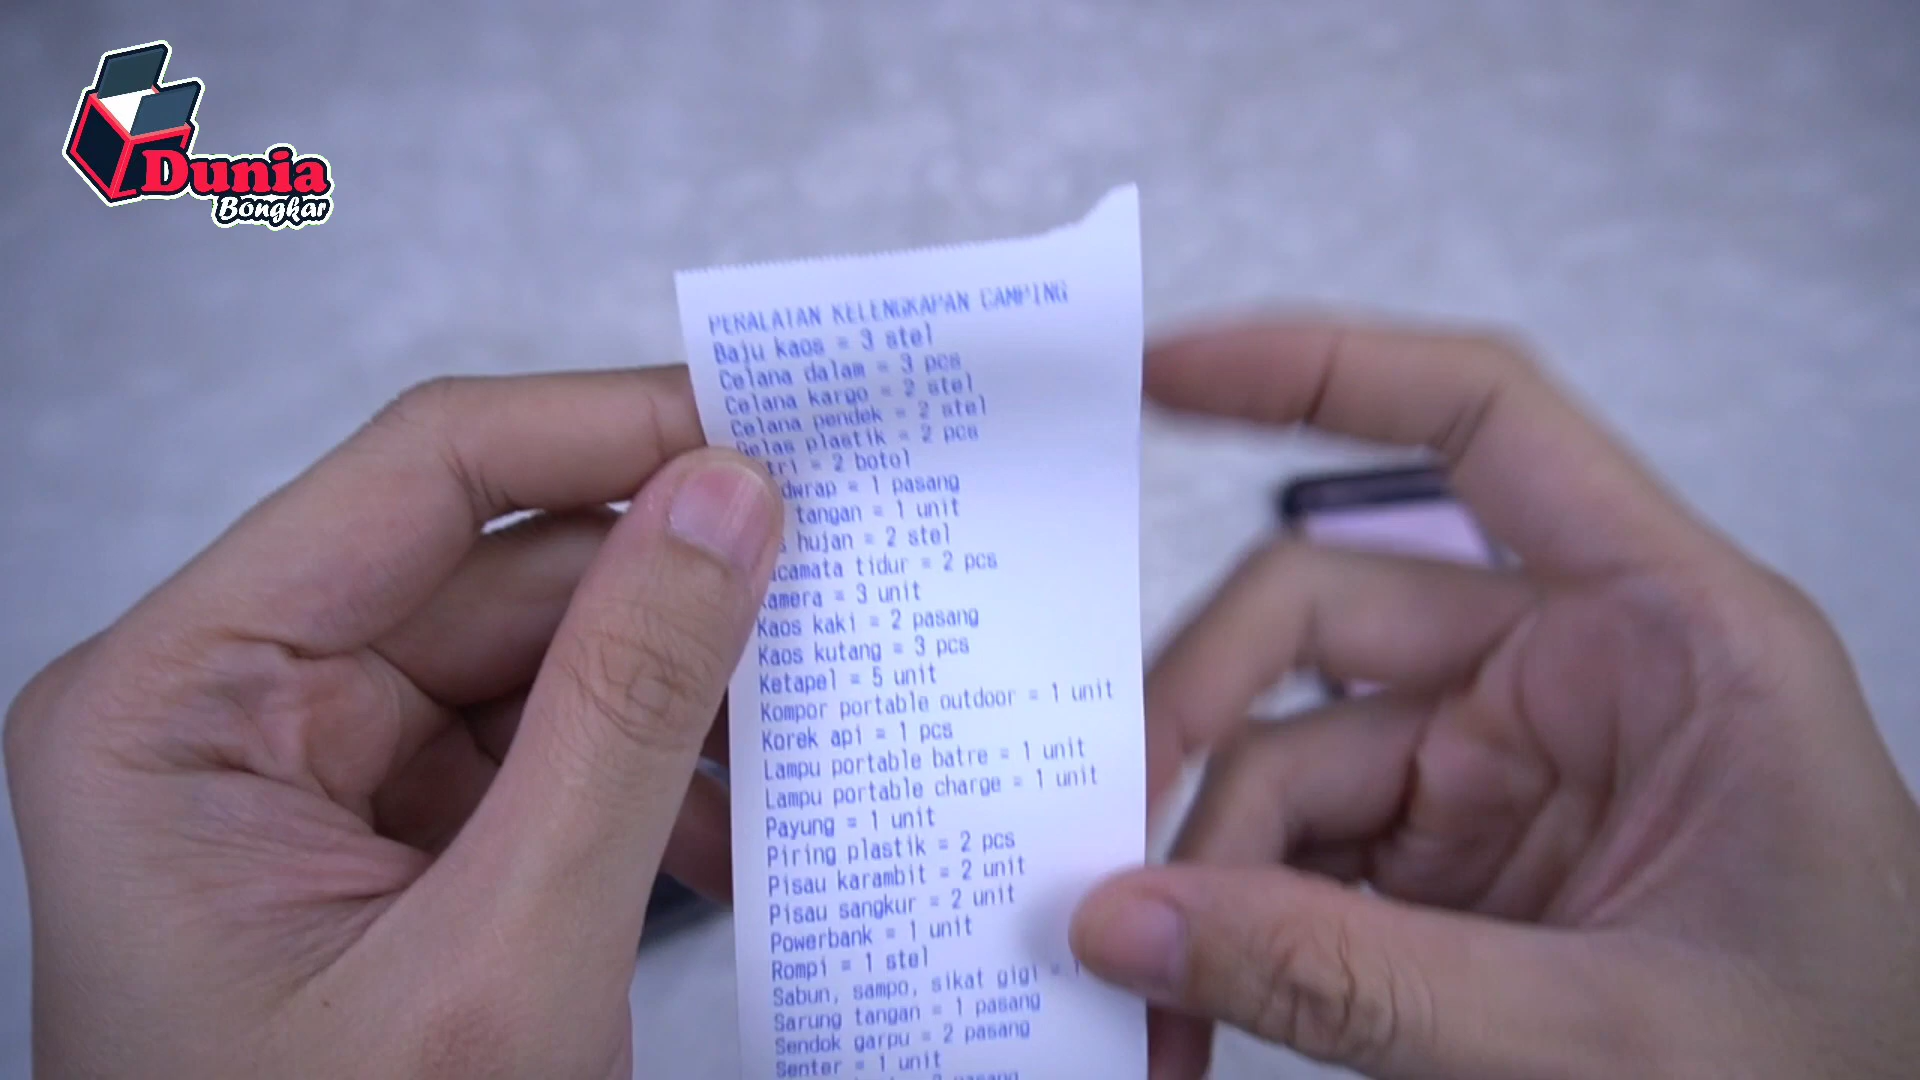 Dunia
Bongkar
PERALATAN KELENGKAPAN CAMPING
Baju kaos = 3 stel
Celana dalam = 3 pcs
Celana kargo = 2 stel
Celana pendek = 2 stel
Gelas plastik = 2 pcs
= 2 botol
= 1 pasang
tangan = 1 unit
hujan = 2 stel
tidur = 2 pcs
Kamera = 3 unit
Kaos kaki = 2 pasang
Kaos kutang = 3 pcs
Ketapel = 5 unit
Kompor portable outdoor = 1 unit
Korek api = 1 pcs
Lampu portable batre = 1 unit
Lampu portable charge = 1 unit
Payung = 1 unit
Piring plastik = 2 pcs
Pisau karambit = 2 unit
Pisau sangkur = 2 unit
Powerbank = 1 unit
Rompi = 1 stel
Sabun, sampo, sikat gigi =
Sarung tangan = 1 pasang
Sendok garpu = 2 pasang
Senter = 1 unit